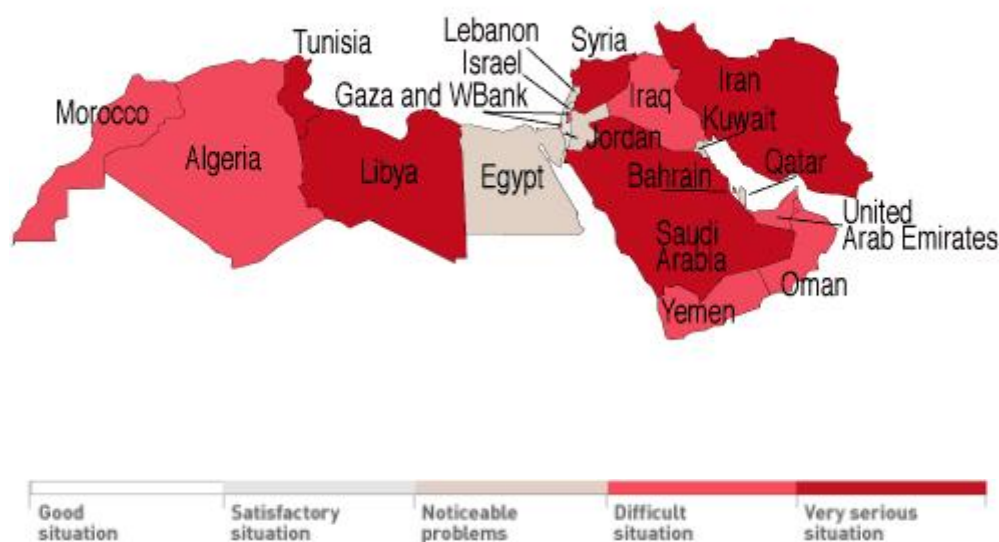 Tunisia
Lebanon
Israel
Gaza and WBank
Syria
Iran
Iraq
Kuwait
Morocco
Algeria
Libya
Egypt
Jordan
Bahrain
Qatar
Saudi
Arabia
United
Arab Emirates
Oman
Yemen
Good
situation
Satisfactory
situation
Noticeable
problems
Difficult
situation
Very serious
situation